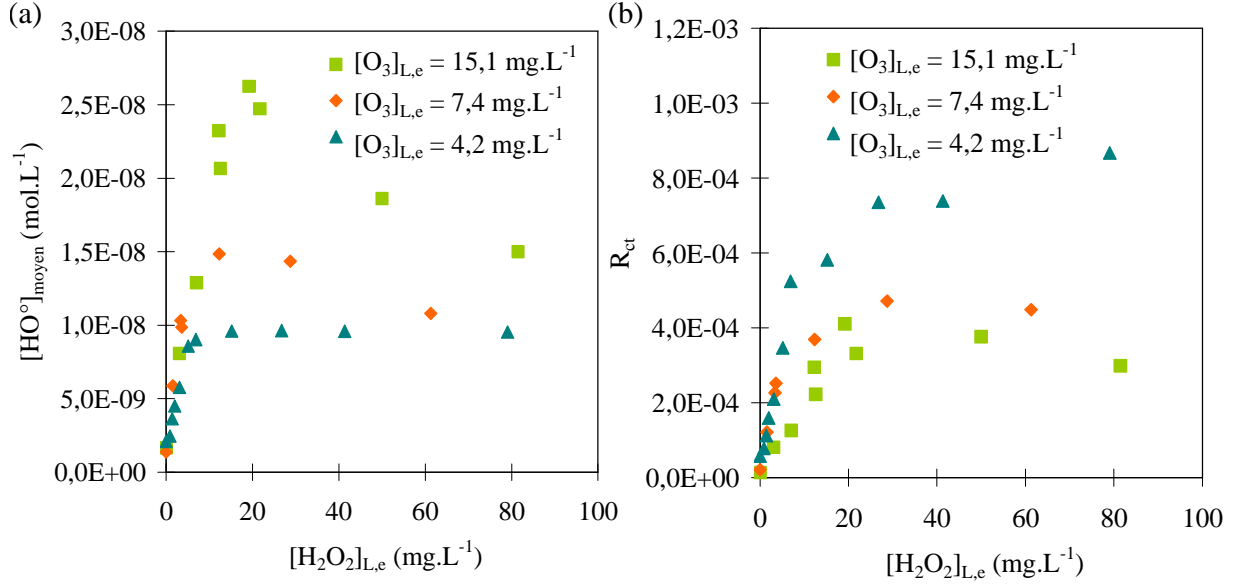 (a)
3,0E-08
2,5E-08
2,0E-08
1,5E-08
1,0E-08
5,0E-09
0,0E+00
[HO°]moyen (mol.L-1)
[O3]L,e = 15,1 mg.L-1
[O3]L,e = 7,4 mg.L-1
[O3]L,e = 4,2 mg.L-1
0 20 40 60 80 100
[H2O2]L,e (mg.L-1)
(b)
1,2E-03
1,0E-03
8,0E-04
6,0E-04
4,0E-04
2,0E-04
0,0E+00
Rct
[O3]L,e = 15,1 mg.L-1
[O3]L,e = 7,4 mg.L-1
[O3]L,e = 4,2 mg.L-1
0 20 40 60 80 100
[H2O2]L,e (mg.L-1)